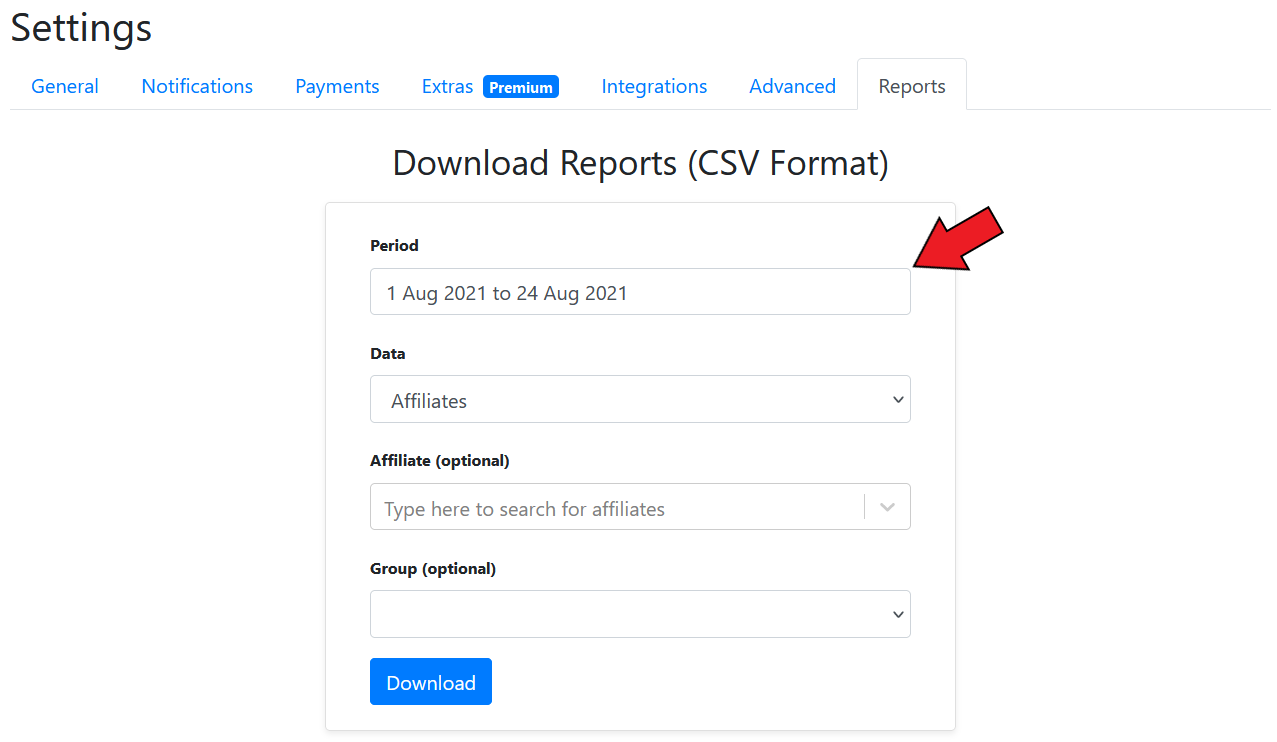 Settings
General Notifications Payments Extras Premium Integrations Advanced Reports
Download Reports (CSV Format)
Period
1 Aug 2021 to 24 Aug 2021
Data
Affiliates
Affiliate (optional)
Type here to search for affiliates
Group (optional)
Download